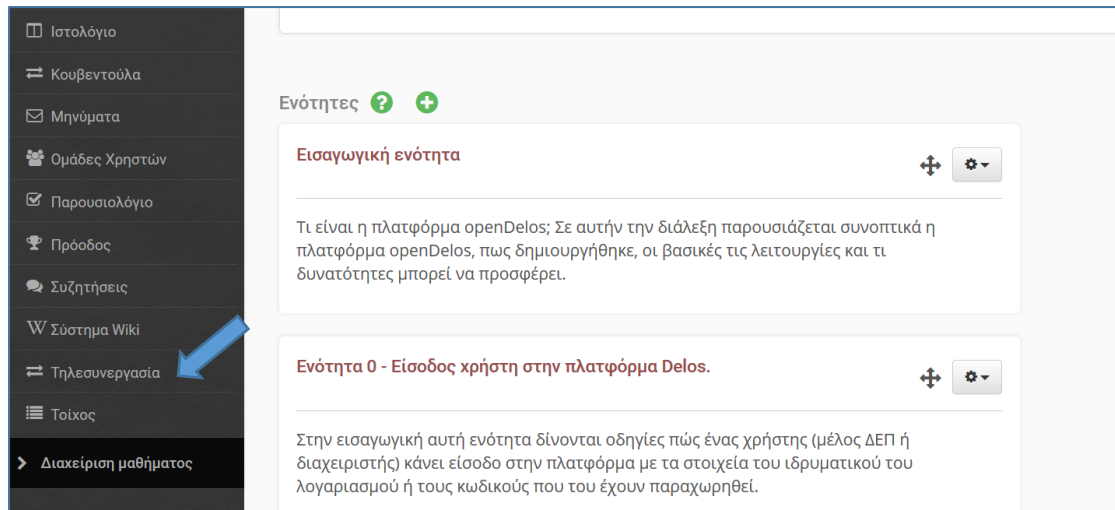 Ιστολόγιο
Κουβεντούλα
Μηνύματα
Ομάδες Χρηστών
Παρουσιολόγιο
Πρόοδος
Συζητήσεις
Σύστημα Wiki
Τηλεσυνεργασία
Τοίχος
Διαχείριση μαθήματος
Ενότητες
Εισαγωγική ενότητα
Τι είναι η πλατφόρμα openDelos; Σε αυτήν την διάλεξη παρουσιάζεται συνοπτικά η
πλατφόρμα openDelos, πως δημιουργήθηκε, οι βασικές τις λειτουργίες και τι
δυνατότητες μπορεί να προσφέρει.
Ενότητα 0 - Είσοδος χρήστη στην πλατφόρμα Delos.
Στην εισαγωγική αυτή ενότητα δίνονται οδηγίες πώς ένας χρήστης (μέλος ΔΕΠ ή
διαχειριστής) κάνει είσοδο στην πλατφόρμα με τα στοιχεία του ιδρυματικού του
λογαριασμού ή τους κωδικούς που του έχουν παραχωρηθεί.